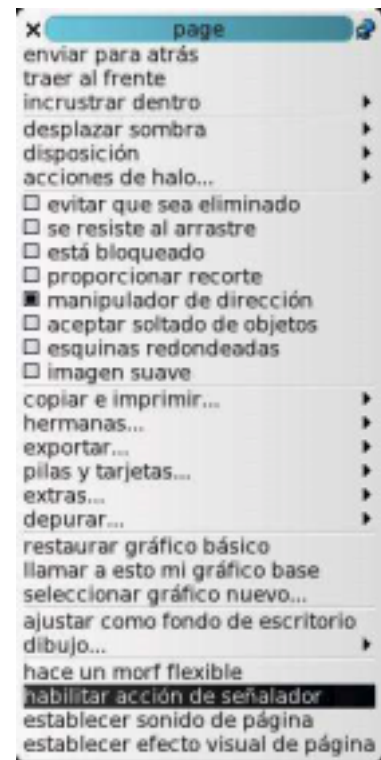 page
enviar para atrás
traer al frente
incrustrar dentro
desplazar sombra
disposición
acciones de halo...
evitar que sea eliminado
se resiste al arrastre
está bloqueado
proporcionar recorte
manipulador de dirección
aceptar soltado de objetos
esquinas redondeadas
imagen suave
copiar e imprimir...
hermanas...
exportar...
pilas y tarjetas...
extras...
depurar...
restaurar gráfico básico
llamar a esto mi gráfico base
seleccionar gráfico nuevo...
ajustar como fondo de escritorio
dibujo...
hace un morf flexible
habilitar acción de señalador
establecer sonido de página
establecer efecto visual de página